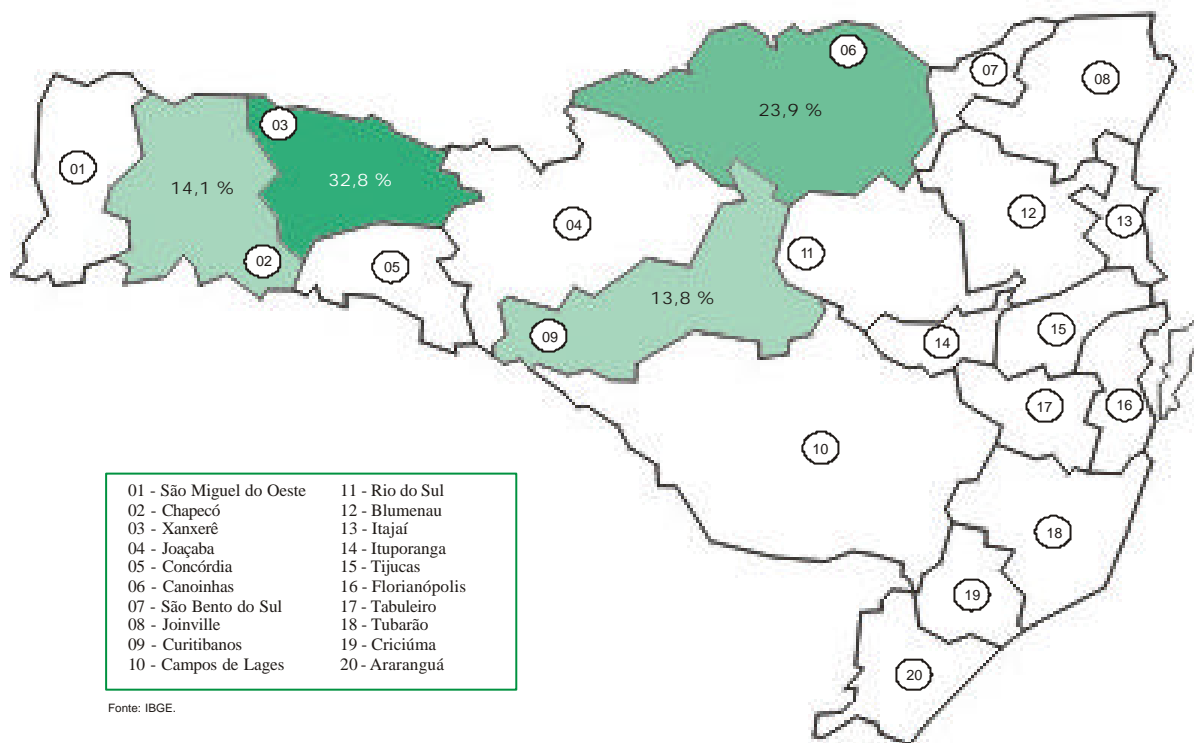 06
07
08
23,9 %
03
01
14,1 %
32,8 %
04
12
13
11
02
05
13,8 %
09
14
15
16
17
10
18
19
20
01 - São Miguel do Oeste
02 - Chapecó
03 - Xanxerê
04 - Joaçaba
05 - Concórdia
06 - Canoinhas
07 - São Bento do Sul
08 - Joinville
09 - Curitibanos
10 - Campos de Lages
11 - Rio do Sul
12 - Blumenau
13 - Itajaí
14 - Ituporanga
15 - Tijucas
16 - Florianópolis
17 - Tabuleiro
18 - Tubarão
19 - Criciúma
20 - Araranguá
Fonte: IBGE.